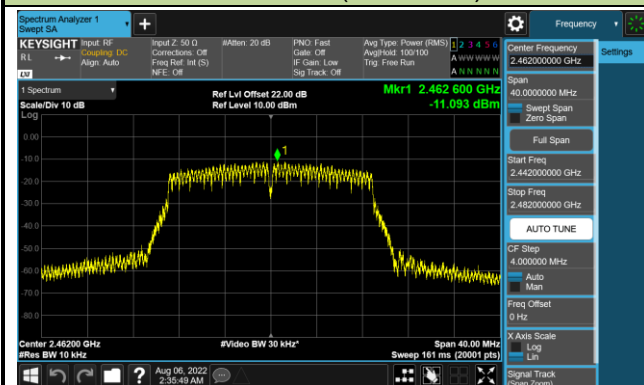 Spectrum Analyzer 1
Swept SA
+
Frequency
KEYSIGHT
RL
LXI
Input: RF
Coupling: DC
Align: Auto
Input Z: 50 Ω
Corrections: Off
Freq Ref: Int (S)
NFE: Off
#Atten: 20 dB
PNO: Fast
Gate: Off
IF Gain: Low
Sig Track: Off
Avg Type: Power (RMS)
Avg|Hold: 100/100
Trig: Free Run
1 2 3 4 5 6
A W W W W W
A N N N N N
Center Frequency
2.462000000 GHz
Settings
Span
40.0000000 MHz
Swept Span
Zero Span
Full Span
Start Freq
2.442000000 GHz
Stop Freq
2.482000000 GHz
AUTO TUNE
CF Step
4.000000 MHz
Auto
Man
Freq Offset
0 Hz
X Axis Scale
Log
Lin
Signal Track
(Span Zoom)
1 Spectrum
Scale/Div 10 dB
Log
Ref Lvl Offset 22.00 dB
Ref Level 10.00 dBm
Mkr1 2.462 600 GHz
-11.093 dBm
1
0.00
-10.0
-20.0
-30.0
-40.0
-50.0
-60.0
-70.0
-80.0
Center 2.46200 GHz
#Res BW 10 kHz
#Video BW 30 kHz*
Span 40.00 MHz
Sweep 161 ms (20001 pts)
?
Aug 06, 2022
2:35:49 AM